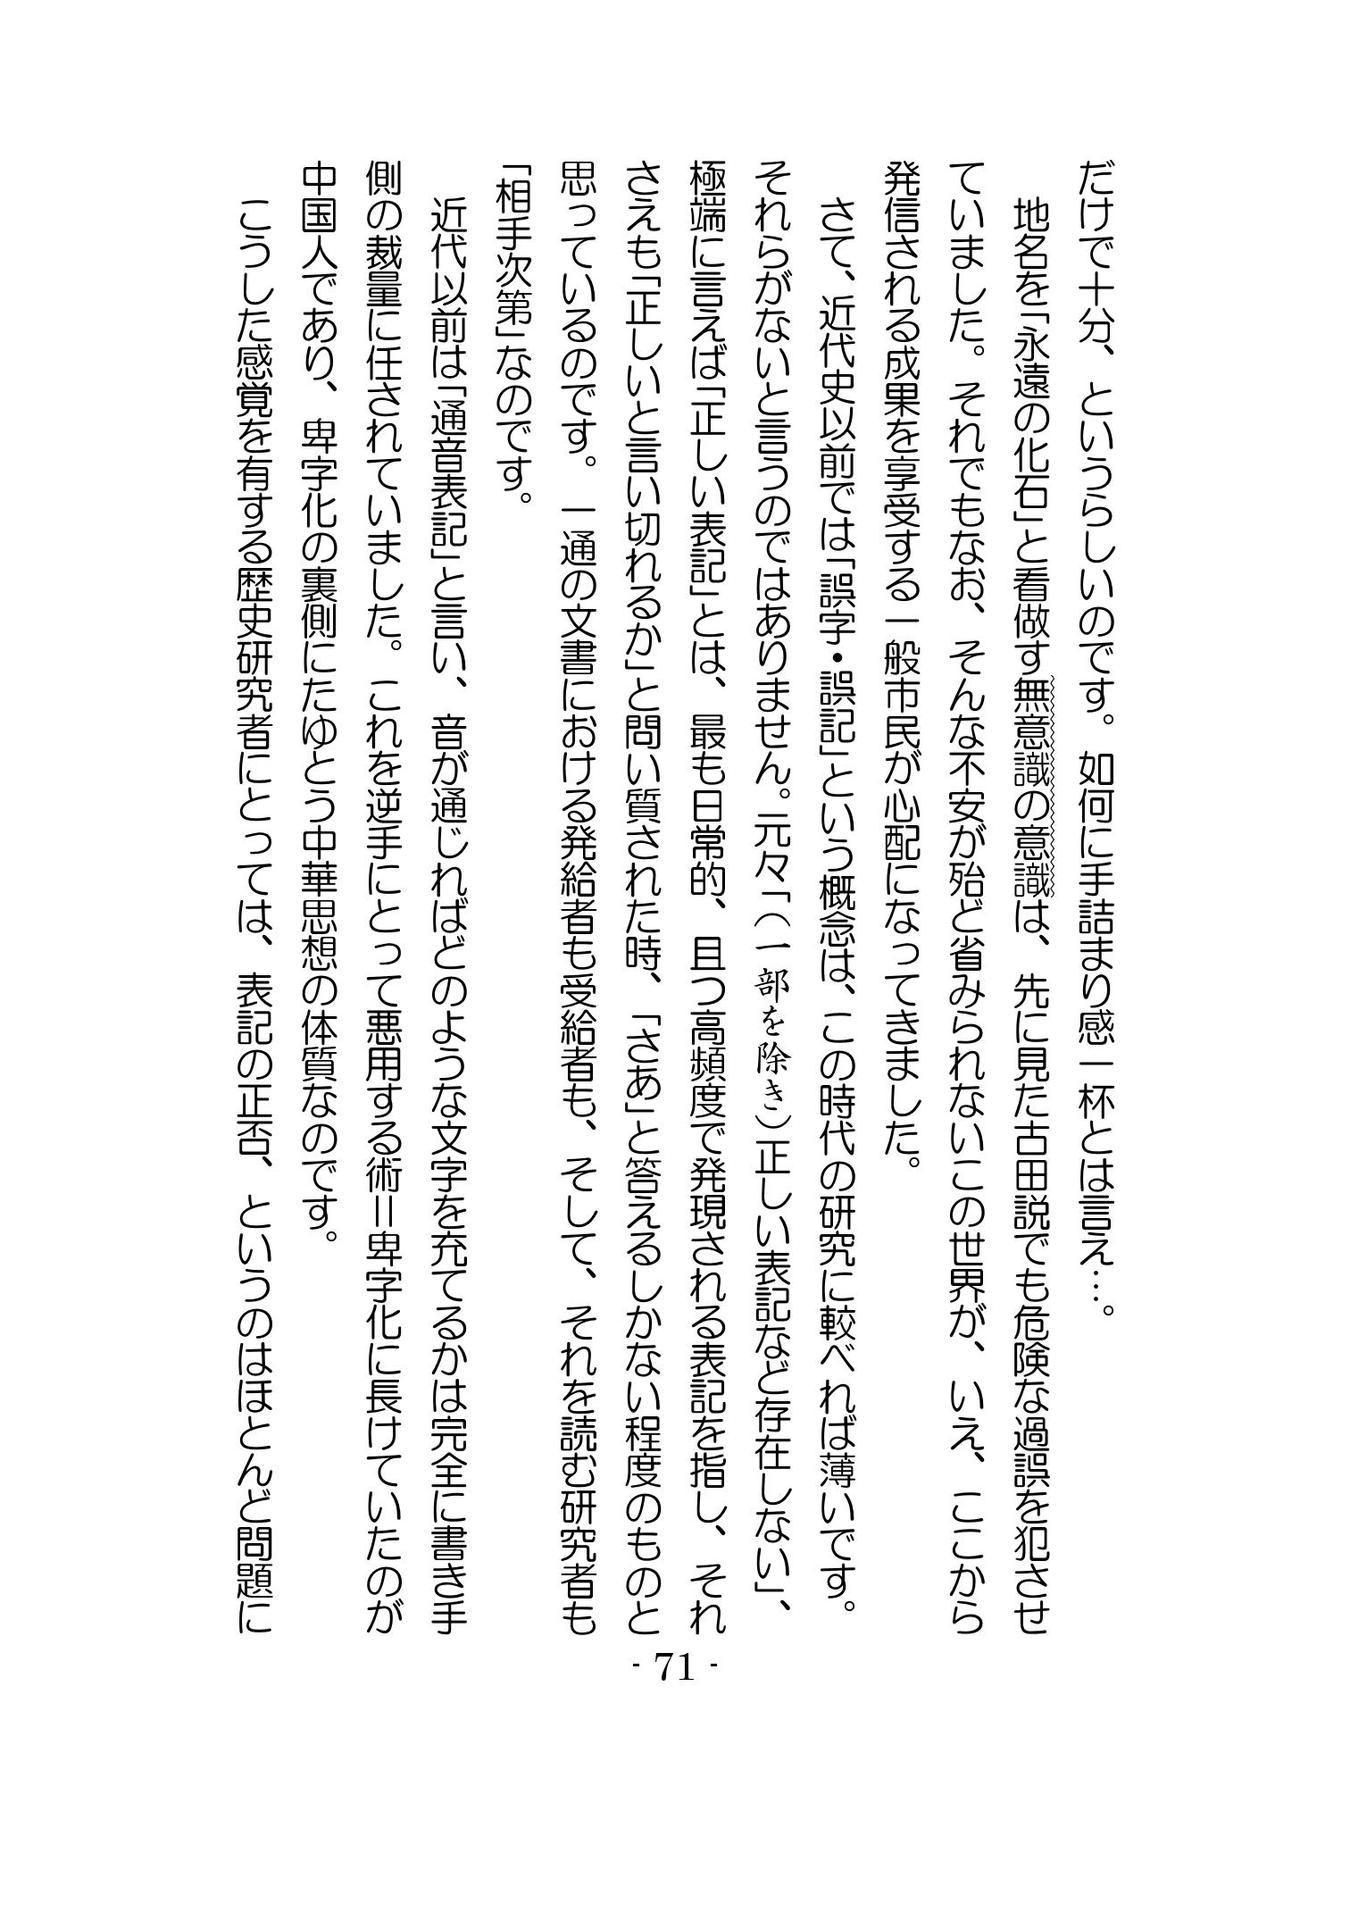 だけで十分、というらしいのです。如何に手詰まり感一杯とは言え…。
　地名を「永遠の化石」と看做す無意識の意識は、先に見た古田説でも危険な過誤を犯させ
ていました。それでもなお、そんな不安が殆ど省みられないこの世界が、いえ、ここから
発信される成果を享受する一般市民が心配になってきました。
　さて、近代史以前では「誤字・誤記」という概念は、この時代の研究に較べれば薄いです。
それらがないと言うのではありません。元々「（一部を除き）正しい表記など存在しない」、
極端に言えば「正しい表記」とは、最も日常的、且つ高頻度で発現される表記を指し、それ
さえも「正しいと言い切れるか」と問い質された時、「さあ」と答えるしかない程度のものと
思っているのです。一通の文書における発給者も受給者も、そして、それを読む研究者も
「相手次第」なのです。
　近代以前は「通音表記」と言い、音が通じればどのような文字を充てるかは完全に書き手
側の裁量に任されていました。これを逆手にとって悪用する術＝卑字化に長けていたのが
中国人であり、卑字化の裏側にたゆとう中華思想の体質なのです。
　こうした感覚を有する歴史研究者にとっては、表記の正否、というのはほとんど問題に
- 71 -